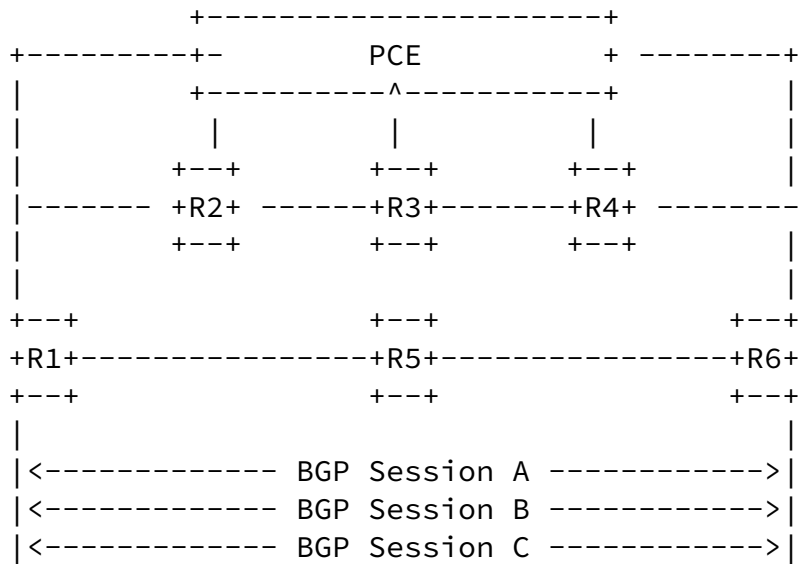 +----------------------+
+---------+-        PCE          + --------+
|         +----------^-----------+         |
|          |         |          |          |
|        +--+       +--+       +--+        |
|------- +R2+ ------+R3+-------+R4+ --------
|        +--+       +--+       +--+        |
|                                          |
+--+                +--+                +--+
+R1+----------------+R5+----------------+R6+
+--+                +--+                +--+
|                                          |
|<------------- BGP Session A ------------>|
|<------------- BGP Session B ------------>|
|<------------- BGP Session C ------------>|